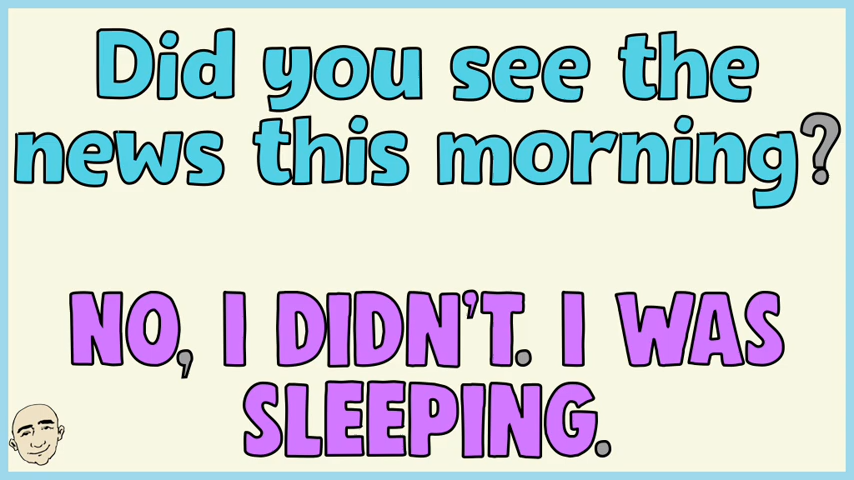 Did you see the
news this morning?
NO, I DIDN'T. I WAS
SLEEPING.